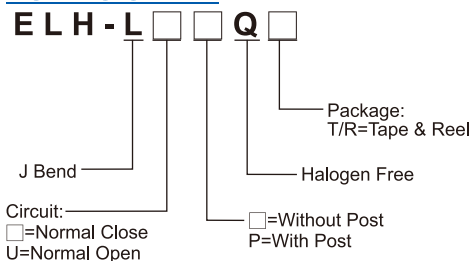 ELH-L□□Q□
Package:
T/R=Tape & Reel
J Bend
Halogen Free
Circuit:
□=Normal Close
U=Normal Open
□=Without Post
P=With Post